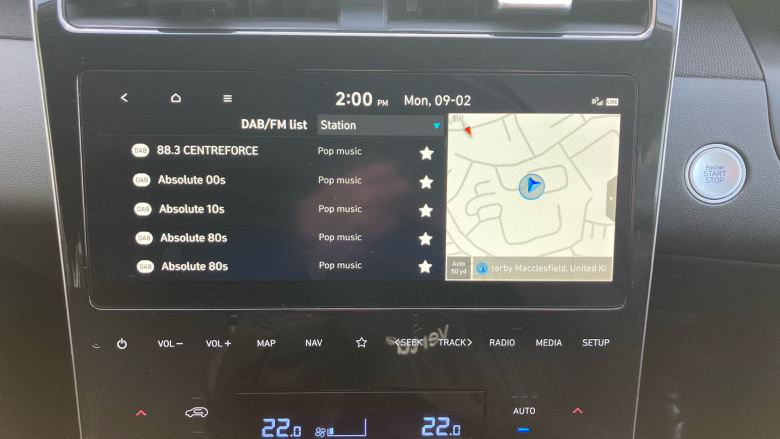 2:00 PM Mon, 09-02 LIVE
DAB/FM list Station
DAB 88.3 CENTREFORCE Pop music
DAB Absolute 00s Pop music
DAB Absolute 10s Pop music
DAB Absolute 80s Pop music
DAB Absolute 80s Pop music
Auto
60 yd
earby Macclesfield, United Ki
ENGINE
START
STOP
VOL− VOL+ MAP NAV <SEEK TRACK> RADIO MEDIA SETUP
AUTO
22.0 22.0